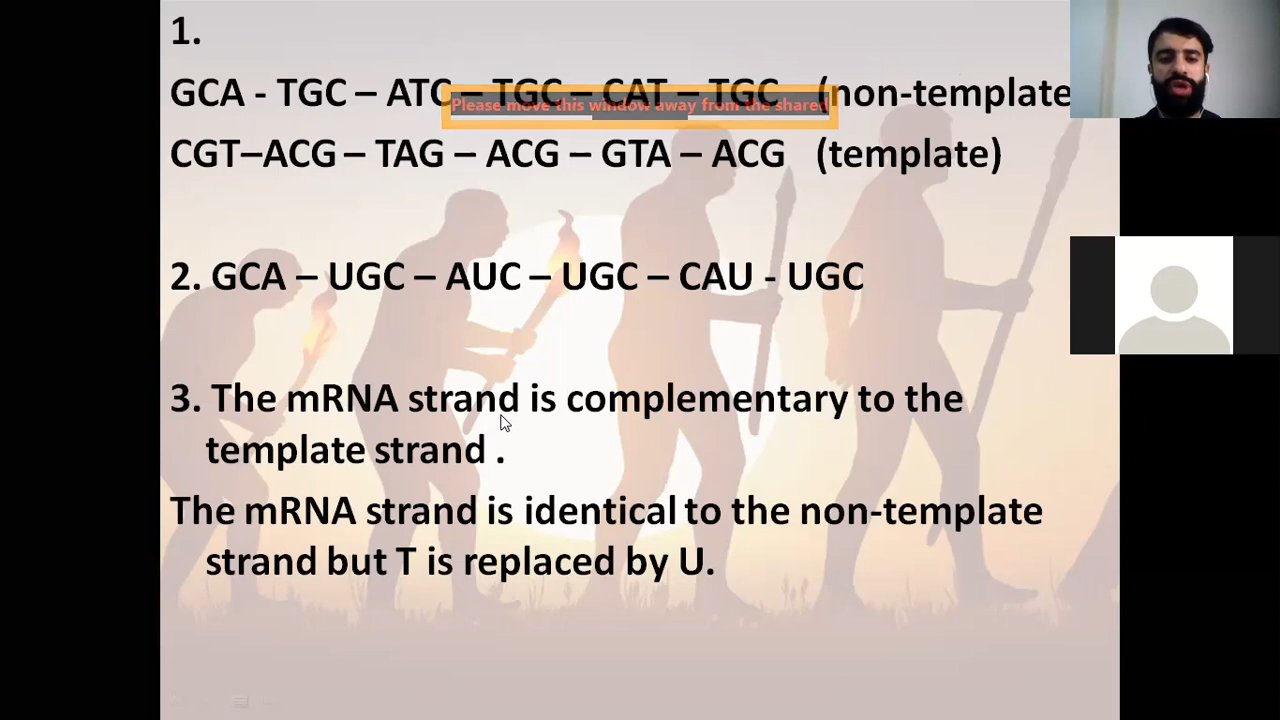 1.
GCA - TGC – ATC – TGC – CAT – TGC (non-template
Please move this window away from the shared
CGT–ACG – TAG – ACG – GTA – ACG (template)
2. GCA – UGC – AUC – UGC – CAU - UGC
3. The mRNA strand is complementary to the
template strand .
The mRNA strand is identical to the non-template
strand but T is replaced by U.